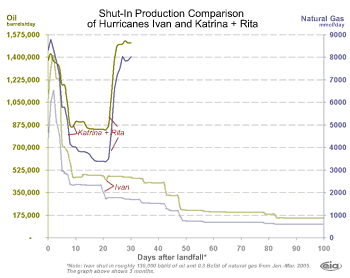 Shut-In Production Comparison
of Hurricanes Ivan and Katrina + Rita
Oil
barrels/day
Natural Gas
mmcf/day
1,575,000
1,400,000
1,225,000
1,050,000
875,000
700,000
525,000
350,000
175,000
-
9000
8000
7000
6000
5000
4000
3000
2000
1000
0
Katrina + Rita
Ivan
0 10 20 30 40 50 60 70 80 90 100
Days after landfall*
*Note: Ivan shut in roughly 130,000 bbl/d of oil and 0.3 Bcf/d of natural gas from Jan.-Mar. 2005.
The graph above shows 3 months.
eia